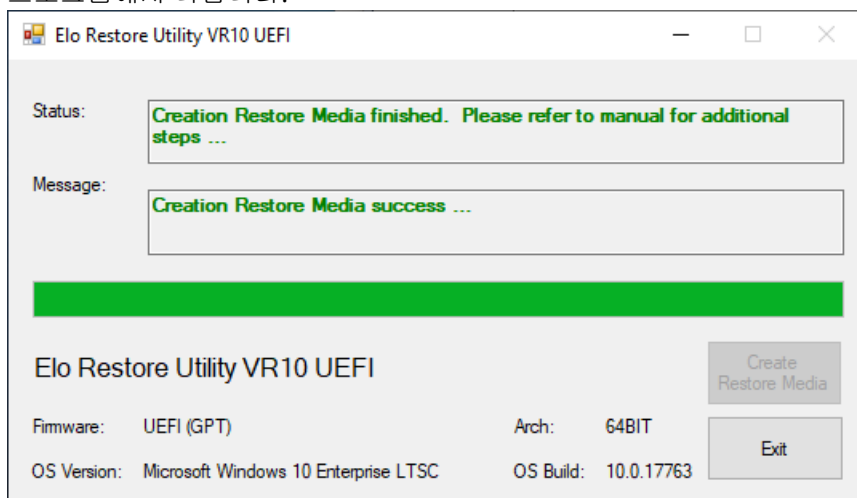 Elo Restore Utility VR10 UEFI
Status:
Creation Restore Media finished. Please refer to manual for additional
steps ...
Message:
Creation Restore Media success ...
Elo Restore Utility VR10 UEFI
Create
Restore Media
Firmware: UEFI (GPT) Arch: 64BIT
Exit
OS Version: Microsoft Windows 10 Enterprise LTSC OS Build: 10.0.17763